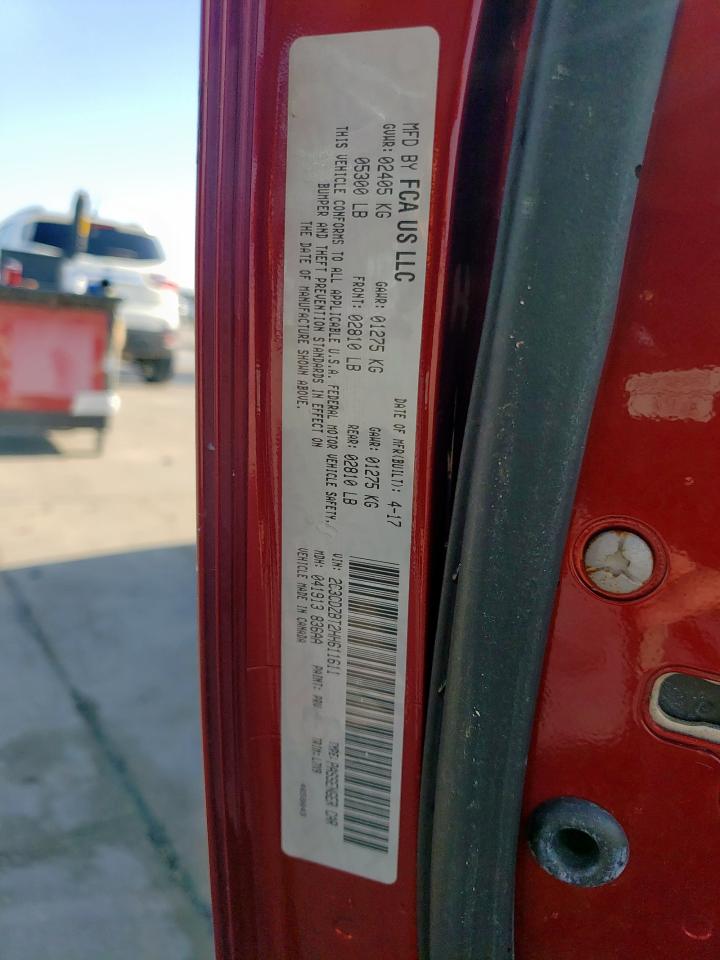 MFD BY FCA US LLC
DATE OF MFR(BUILT): 4-17
GVWR: 02405 KG
GAWR: 01275 KG
GAWR: 01275 KG
05300 LB
FRONT: 02810 LB
REAR: 02810 LB
THIS VEHICLE CONFORMS TO ALL APPLICABLE U.S.A. FEDERAL MOTOR VEHICLE SAFETY,
BUMPER AND THEFT PREVENTION STANDARDS IN EFFECT ON
THE DATE OF MANUFACTURE SHOWN ABOVE.
VIN: 2C3CDZBT2HH611611
TYPE: PASSENGER CAR
MDH: 041913 836AA
PAINT: PRV
TRIM: L7X9
VEHICLE MADE IN CANADA